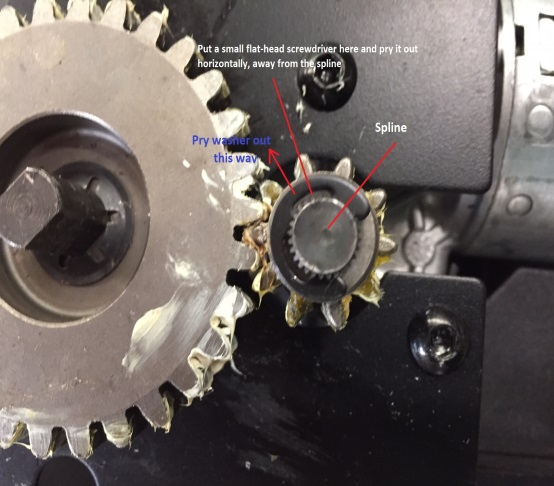 Put a small flat-head screwdriver here and pry it out
horizontally, away from the spline
Pry washer out
this way
Spline